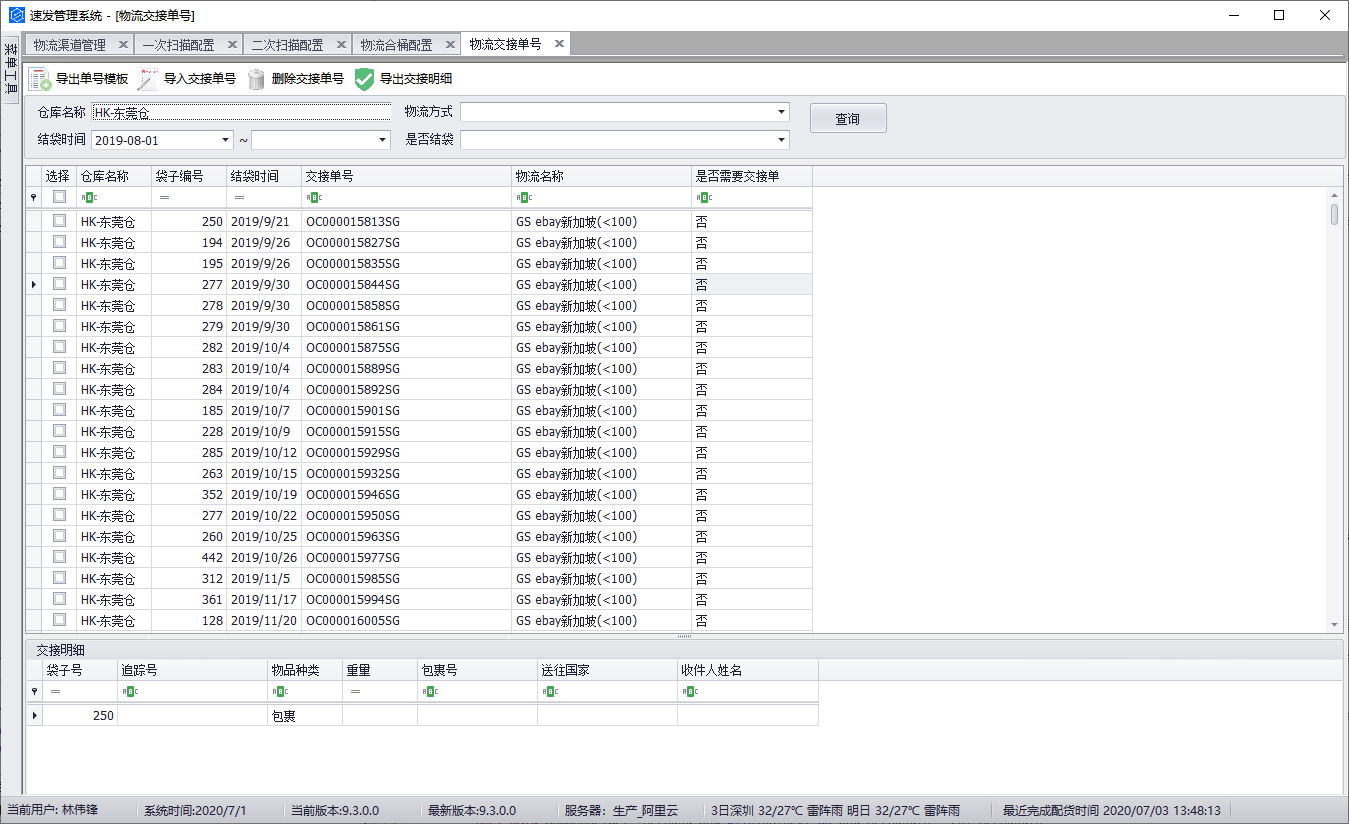 速发管理系统 - [物流交接单号]
菜单工具
物流渠道管理 一次扫描配置 二次扫描配置 物流合桶配置 物流交接单号
导出单号模板 导入交接单号 删除交接单号 导出交接明细
仓库名称 HK-东莞仓 物流方式 查询
结袋时间 2019-08-01 ~ 是否结袋
选择 仓库名称 袋子编号 结袋时间 交接单号 物流名称 是否需要交接单
ABC = = ABC ABC ABC
HK-东莞仓 250 2019/9/21 OC000015813SG GS ebay新加坡(<100) 否
HK-东莞仓 194 2019/9/26 OC000015827SG GS ebay新加坡(<100) 否
HK-东莞仓 195 2019/9/26 OC000015835SG GS ebay新加坡(<100) 否
HK-东莞仓 277 2019/9/30 OC000015844SG GS ebay新加坡(<100) 否
HK-东莞仓 278 2019/9/30 OC000015858SG GS ebay新加坡(<100) 否
HK-东莞仓 279 2019/9/30 OC000015861SG GS ebay新加坡(<100) 否
HK-东莞仓 282 2019/10/4 OC000015875SG GS ebay新加坡(<100) 否
HK-东莞仓 283 2019/10/4 OC000015889SG GS ebay新加坡(<100) 否
HK-东莞仓 284 2019/10/4 OC000015892SG GS ebay新加坡(<100) 否
HK-东莞仓 185 2019/10/7 OC000015901SG GS ebay新加坡(<100) 否
HK-东莞仓 228 2019/10/9 OC000015915SG GS ebay新加坡(<100) 否
HK-东莞仓 285 2019/10/12 OC000015929SG GS ebay新加坡(<100) 否
HK-东莞仓 263 2019/10/15 OC000015932SG GS ebay新加坡(<100) 否
HK-东莞仓 352 2019/10/19 OC000015946SG GS ebay新加坡(<100) 否
HK-东莞仓 277 2019/10/22 OC000015950SG GS ebay新加坡(<100) 否
HK-东莞仓 260 2019/10/25 OC000015963SG GS ebay新加坡(<100) 否
HK-东莞仓 442 2019/10/26 OC000015977SG GS ebay新加坡(<100) 否
HK-东莞仓 312 2019/11/5 OC000015985SG GS ebay新加坡(<100) 否
HK-东莞仓 361 2019/11/17 OC000015994SG GS ebay新加坡(<100) 否
HK-东莞仓 128 2019/11/20 OC000016005SG GS ebay新加坡(<100) 否
交接明细
袋子号 追踪号 物品种类 重量 包裹号 送往国家 收件人姓名
= ABC ABC = ABC ABC ABC
250 包裹
当前用户: 林伟锋 系统时间:2020/7/1 当前版本:9.3.0.0 最新版本:9.3.0.0 服务器: 生产_阿里云 3日深圳 32/27℃ 雷阵雨 明日 32/27℃ 雷阵雨 最近完成配货时间 2020/07/03 13:48:13